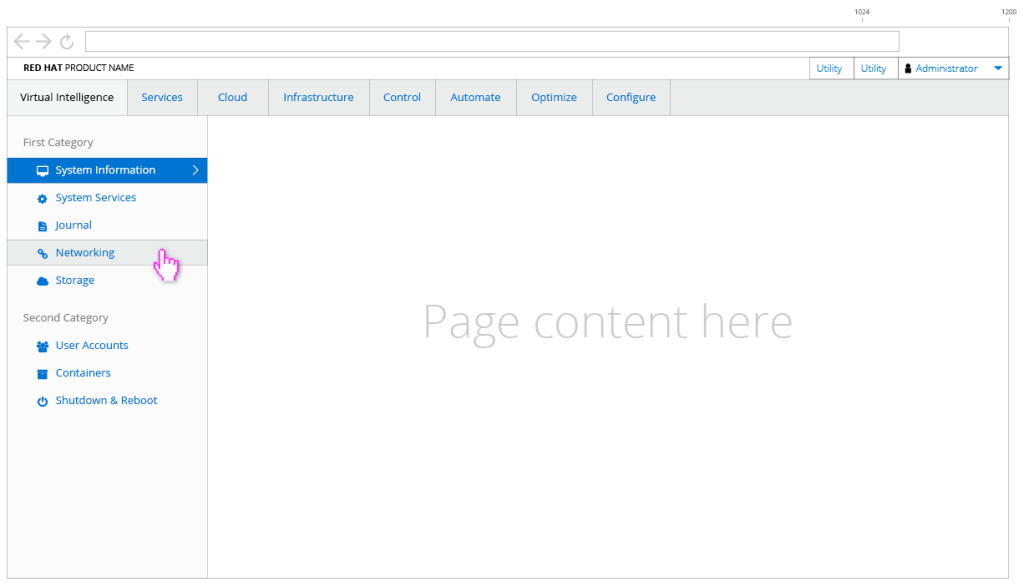 1024 1200
RED HAT PRODUCT NAME Utility Utility Administrator
Virtual Intelligence Services Cloud Infrastructure Control Automate Optimize Configure
First Category
System Information
System Services
Journal
Networking
Storage
Second Category
User Accounts
Containers
Shutdown & Reboot
Page content here